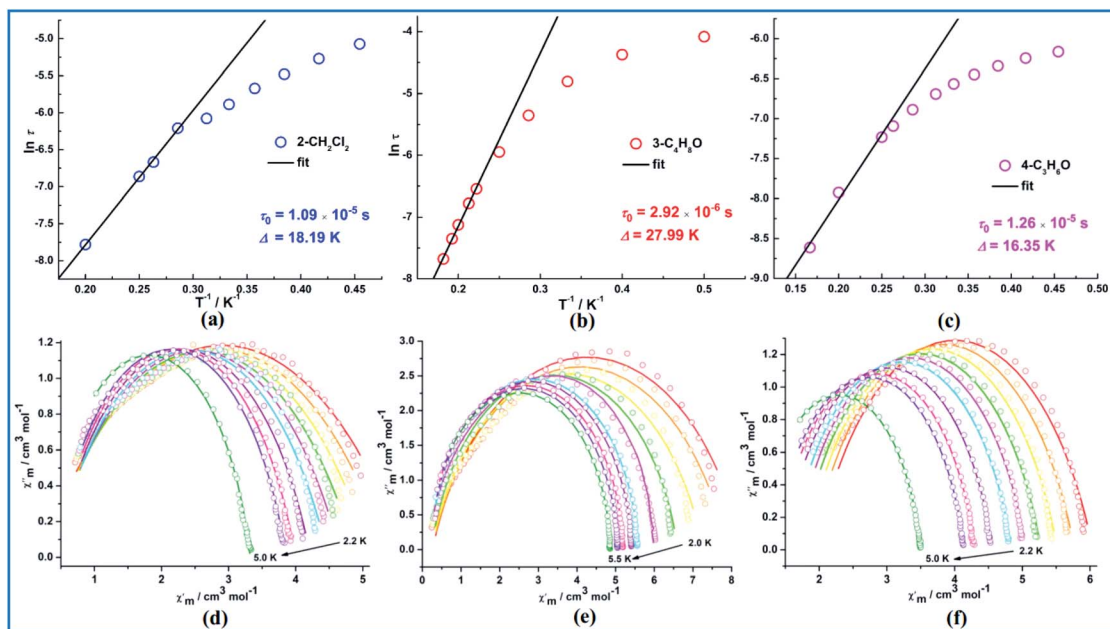 -5.0
-5.5
-6.0
-6.5
-7.0
-7.5
-8.0
ln τ
0.20 0.25 0.30 0.35 0.40 0.45
T⁻¹ / K⁻¹
2-CH₂Cl₂
fit
τ₀ = 1.09 × 10⁻⁵ s
Δ = 18.19 K
(a)
-4
-5
-6
-7
-8
ln τ
0.2 0.3 0.4 0.5
T⁻¹ / K⁻¹
3-C₄H₈O
fit
τ₀ = 2.92 × 10⁻⁶ s
Δ = 27.99 K
(b)
-6.0
-6.5
-7.0
-7.5
-8.0
-8.5
-9.0
ln τ
0.15 0.20 0.25 0.30 0.35 0.40 0.45 0.50
4-C₃H₆O
fit
τ₀ = 1.26 × 10⁻⁵ s
Δ = 16.35 K
(c)
1.2
1.0
0.8
0.6
0.4
0.2
0.0
χ''m / cm³ mol⁻¹
5.0 K
2.2 K
1 2 3 4 5
χ'm / cm³ mol⁻¹
(d)
3.0
2.5
2.0
1.5
1.0
0.5
0.0
χ''m / cm³ mol⁻¹
5.5 K
2.0 K
0 1 2 3 4 5 6 7 8
χ'm / cm³ mol⁻¹
(e)
1.2
1.0
0.8
0.6
0.4
0.2
0.0
χ''m / cm³ mol⁻¹
5.0 K
2.2 K
2 3 4 5 6
χ'm / cm³ mol⁻¹
(f)